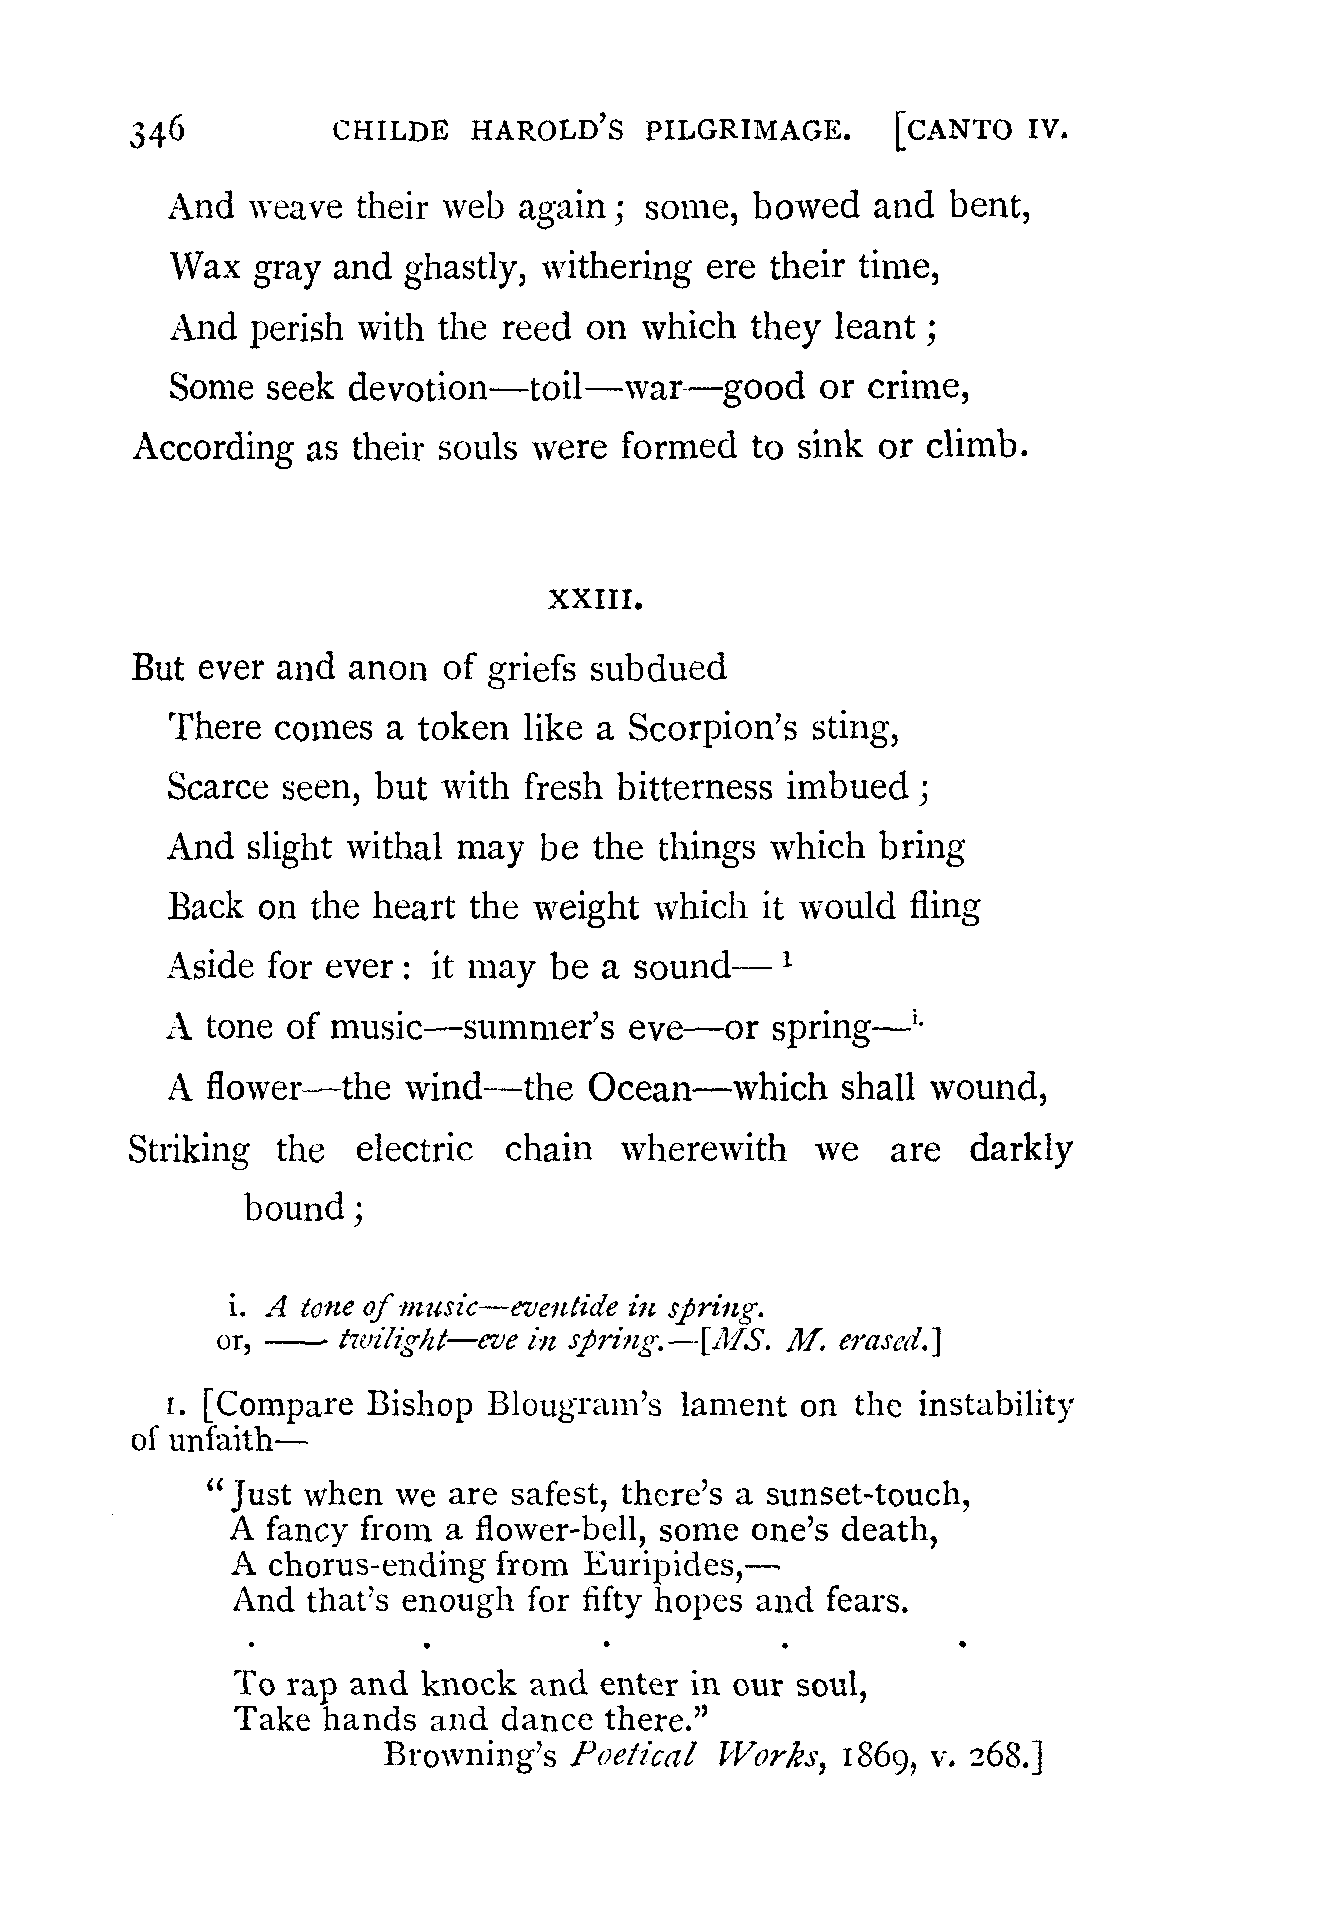 346 CHILDE HAROLD'S PILGRIMAGE. [CANTO IV.
And weave their web again; some, bowed and bent,
Wax gray and ghastly, withering ere their time,
And perish with the reed on which they leant;
Some seek devotion—toil—war—good or crime,
According as their souls were formed to sink or climb.
XXIII.
But ever and anon of griefs subdued
There comes a token like a Scorpion's sting,
Scarce seen, but with fresh bitterness imbued;
And slight withal may be the things which bring
Back on the heart the weight which it would fling
Aside for ever: it may be a sound— 1
A tone of music—summer's eve—or spring—i.
A flower—the wind—the Ocean—which shall wound,
Striking the electric chain wherewith we are darkly
bound;
i. A tone of music—eventide in spring.
or, —— twilight—eve in spring.—[MS. M. erased.]
1. [Compare Bishop Blougram's lament on the instability
of unfaith—
"Just when we are safest, there's a sunset-touch,
A fancy from a flower-bell, some one's death,
A chorus-ending from Euripides,—
And that's enough for fifty hopes and fears.
. . . . .
To rap and knock and enter in our soul,
Take hands and dance there."
Browning's Poetical Works, 1869, v. 268.]